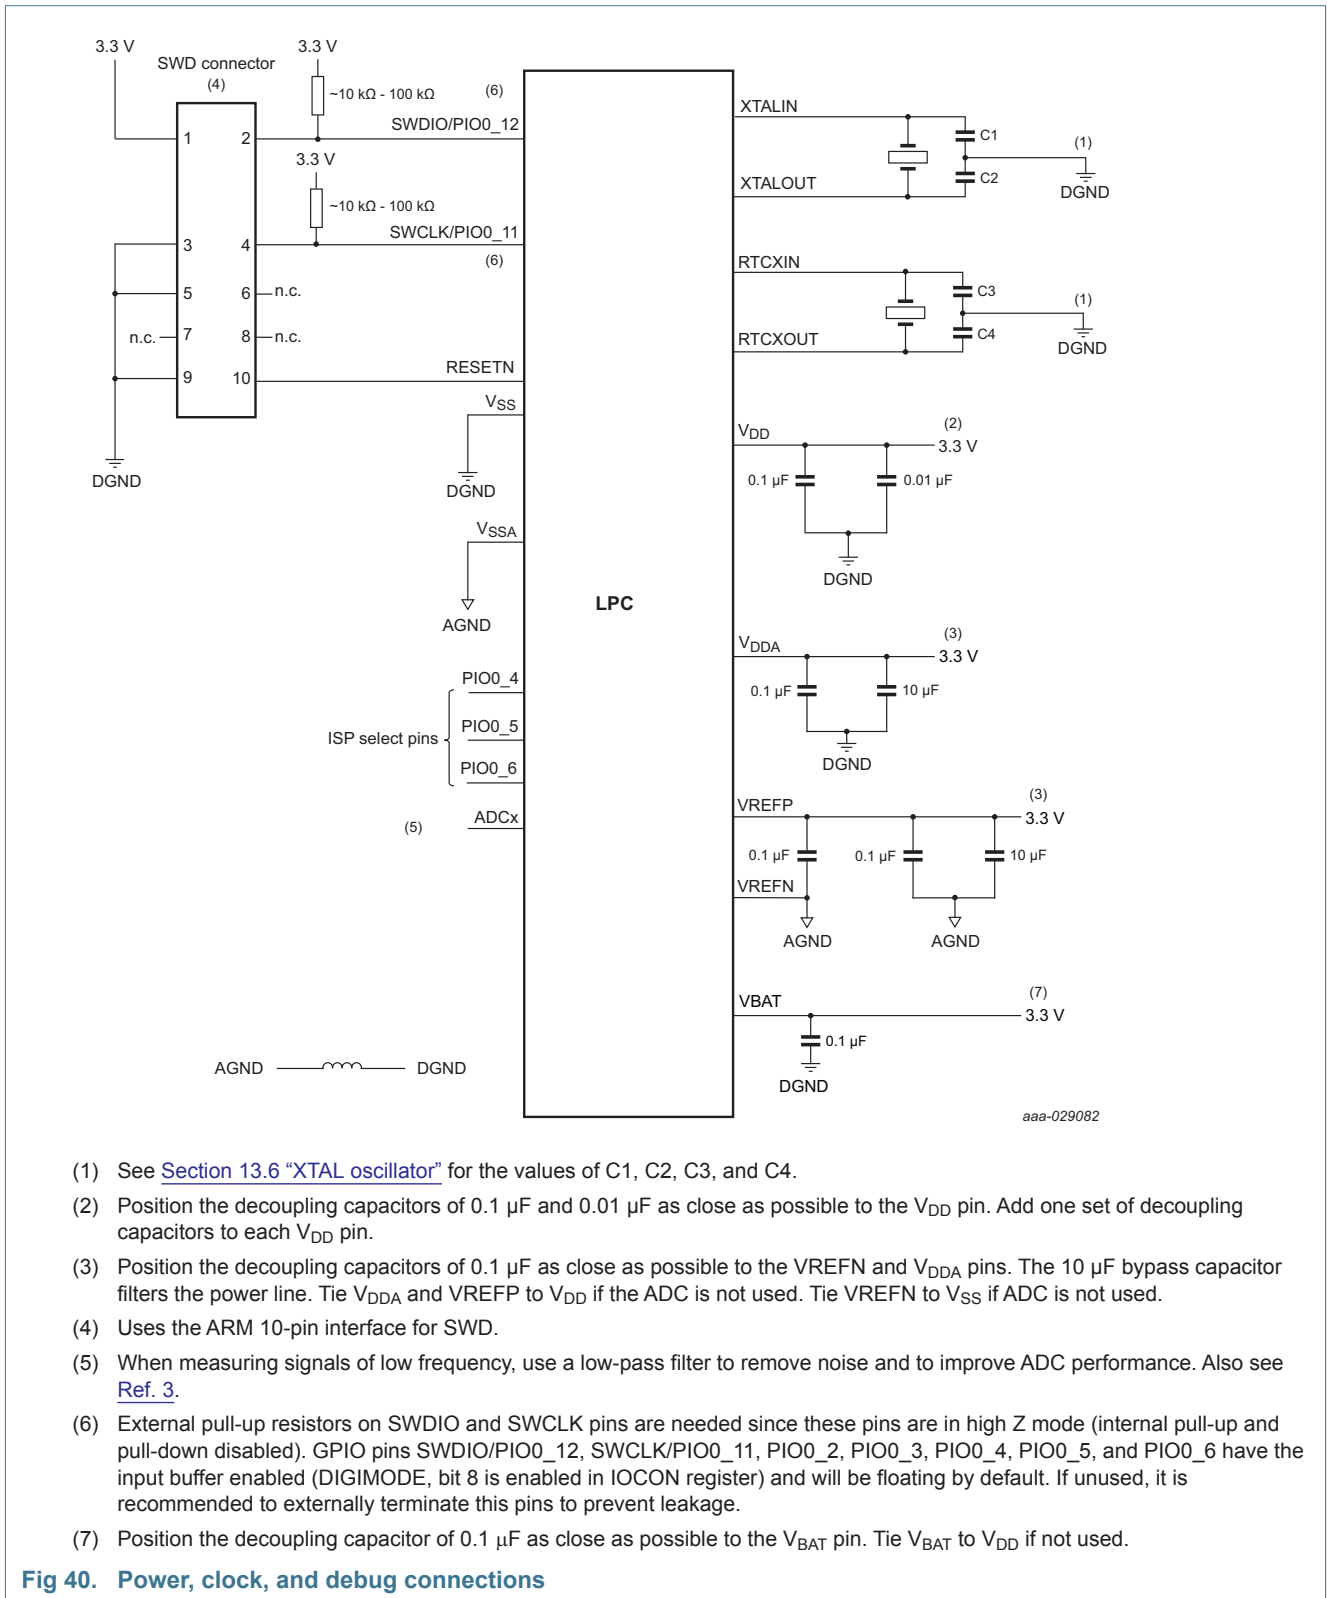 3.3 V
3.3 V
SWD connector
(4)
~10 kΩ - 100 kΩ
(6)
SWDIO/PIO0_12
1
2
3.3 V
~10 kΩ - 100 kΩ
SWCLK/PIO0_11
(6)
3
4
5
6
n.c.
n.c.
7
8
n.c.
9
10
RESETN
DGND
VSS
DGND
VSSA
AGND
LPC
PIO0_4
ISP select pins
PIO0_5
PIO0_6
(5)
ADCx
AGND
DGND
XTALIN
C1
(1)
C2
XTALOUT
DGND
RTCXIN
C3
(1)
C4
RTCXOUT
DGND
VDD
(2)
3.3 V
0.1 µF
0.01 µF
DGND
VDDA
(3)
3.3 V
0.1 µF
10 µF
DGND
VREFP
(3)
3.3 V
0.1 µF
0.1 µF
10 µF
VREFN
AGND
AGND
VBAT
(7)
3.3 V
0.1 µF
DGND
aaa-029082
(1) See Section 13.6 “XTAL oscillator” for the values of C1, C2, C3, and C4.
(2) Position the decoupling capacitors of 0.1 µF and 0.01 µF as close as possible to the VDD pin. Add one set of decoupling
capacitors to each VDD pin.
(3) Position the decoupling capacitors of 0.1 µF as close as possible to the VREFN and VDDA pins. The 10 µF bypass capacitor
filters the power line. Tie VDDA and VREFP to VDD if the ADC is not used. Tie VREFN to VSS if ADC is not used.
(4) Uses the ARM 10-pin interface for SWD.
(5) When measuring signals of low frequency, use a low-pass filter to remove noise and to improve ADC performance. Also see
Ref. 3.
(6) External pull-up resistors on SWDIO and SWCLK pins are needed since these pins are in high Z mode (internal pull-up and
pull-down disabled). GPIO pins SWDIO/PIO0_12, SWCLK/PIO0_11, PIO0_2, PIO0_3, PIO0_4, PIO0_5, and PIO0_6 have the
input buffer enabled (DIGIMODE, bit 8 is enabled in IOCON register) and will be floating by default. If unused, it is
recommended to externally terminate this pins to prevent leakage.
(7) Position the decoupling capacitor of 0.1 µF as close as possible to the VBAT pin. Tie VBAT to VDD if not used.
Fig 40. Power, clock, and debug connections